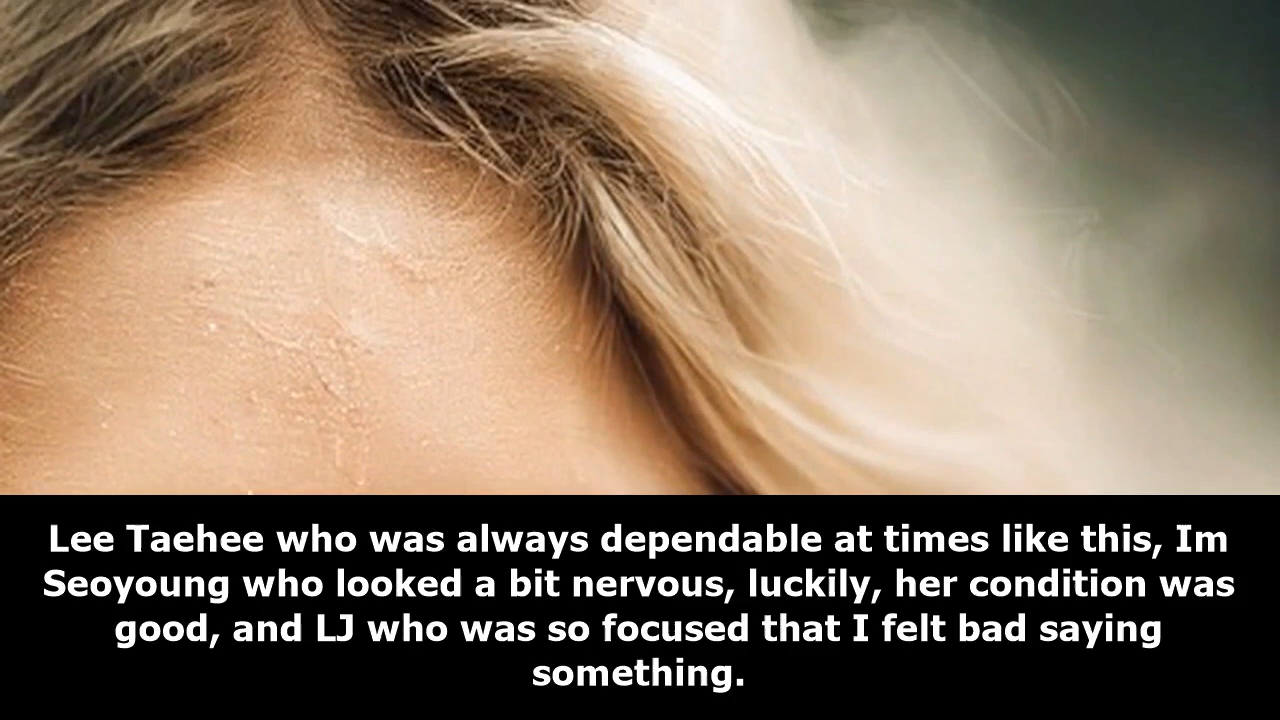 Lee Taehee who was always dependable at times like this, Im
Seoyoung who looked a bit nervous, luckily, her condition was
good, and LJ who was so focused that I felt bad saying
something.